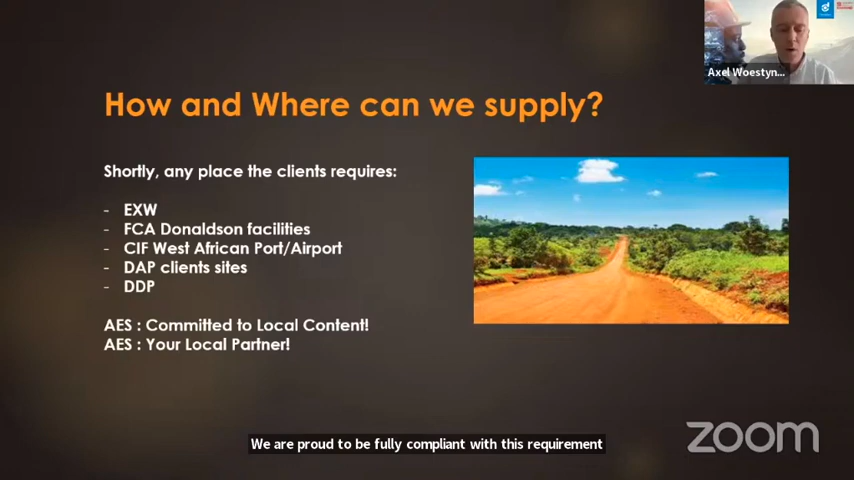 Axel Woestyn...
How and Where can we supply?
Shortly, any place the clients requires:
- EXW
- FCA Donaldson facilities
- CIF West African Port/Airport
- DAP clients sites
- DDP
AES : Committed to Local Content!
AES : Your Local Partner!
We are proud to be fully compliant with this requirement
zoom